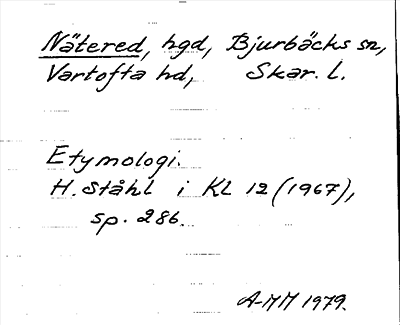 Nätered, hgd, Bjurbäcks sn,
Vartofta hd, Skar. l.
Etymologi.
H. Ståhl i KL 12 (1967),
sp. 286.
A-MM 1979.